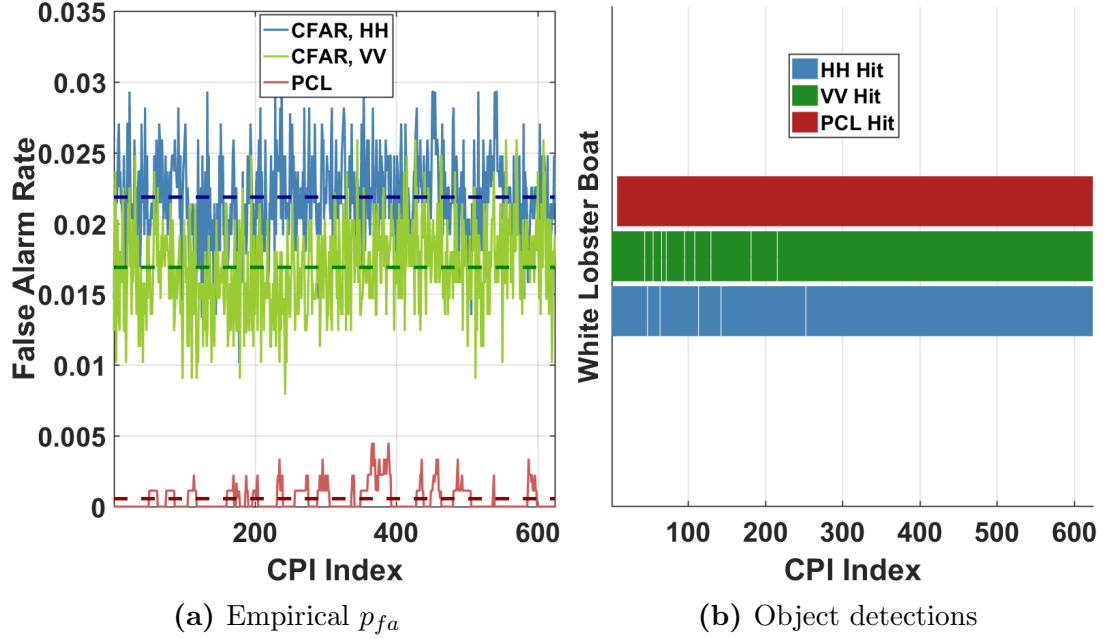 0.035
0.03
0.025
0.02
0.015
0.01
0.005
0
False Alarm Rate
CFAR, HH
CFAR, VV
PCL
200
400
600
CPI Index
(a) Empirical p_{fa}
White Lobster Boat
HH Hit
VV Hit
PCL Hit
100
200
300
400
500
600
CPI Index
(b) Object detections